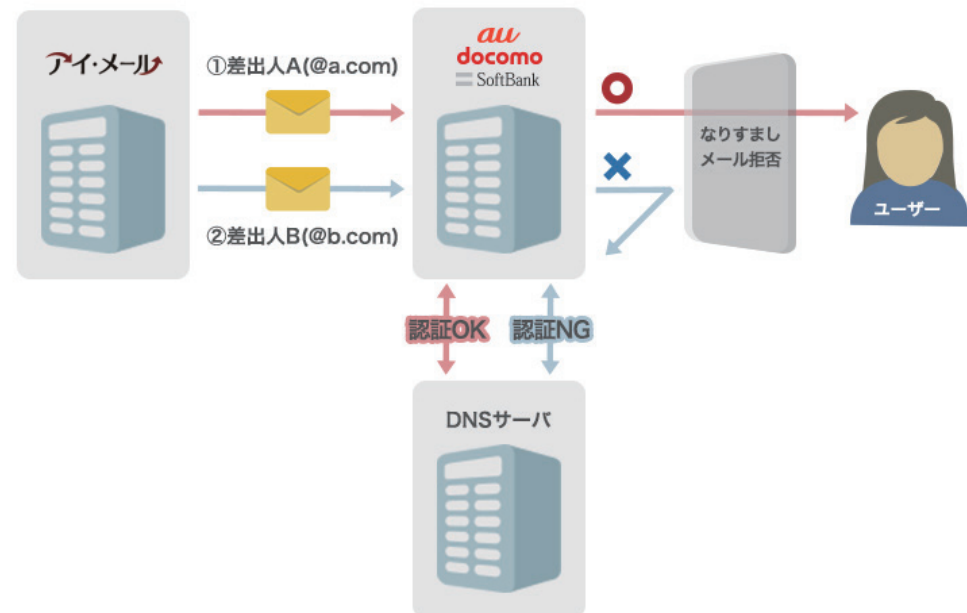 アイ・メール
①差出人A(@a.com)
②差出人B(@b.com)
au
docomo
SoftBank
なりすまし
メール拒否
ユーザー
認証OK
認証NG
DNSサーバ